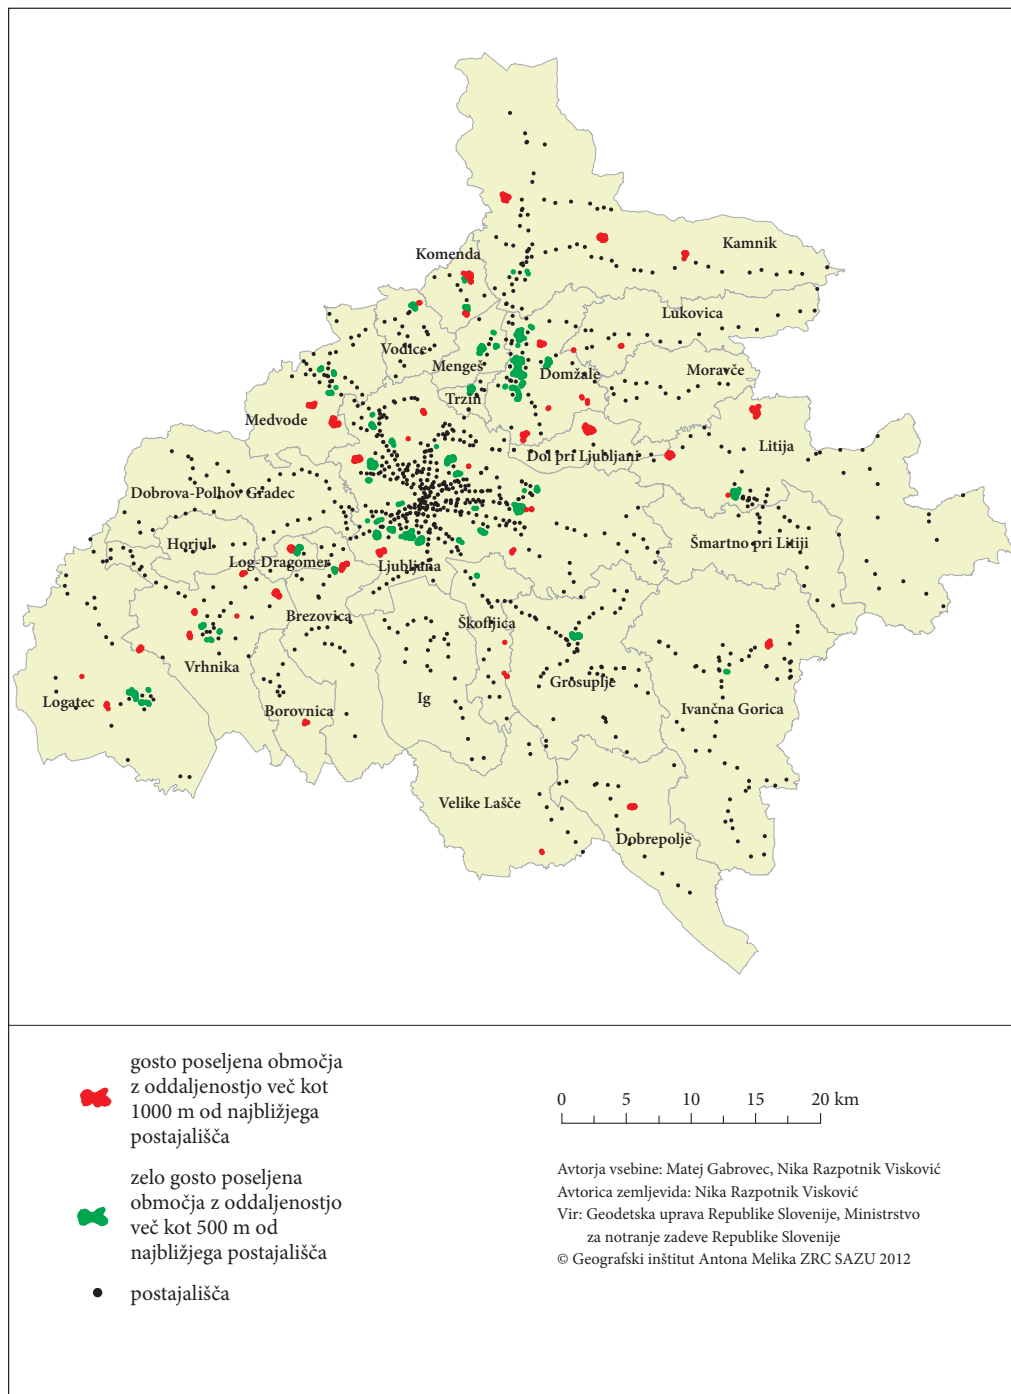 Kamnik
Komenda
Lukovica
Vodice
Mengeš
Domžale
Moravče
Trzin
Medvode
Litija
Dol pri Ljubljani
Dobrova-Polhov Gradec
Horjul
Šmartno pri Litiji
Log-Dragomer
Ljubljana
Brezovica
Škofljica
Vrhnika
Grosuplje
Logatec
Ig
Borovnica
Ivančna Gorica
Velike Lašče
Dobrepolje
gosto poseljena območja
z oddaljenostjo več kot
1000 m od najbližjega
postajališča
zelo gosto poseljena
območja z oddaljenostjo
več kot 500 m od
najbližjega postajališča
postajališča
0 5 10 15 20 km
Avtorja vsebine: Matej Gabrovec, Nika Razpotnik Visković
Avtorica zemljevida: Nika Razpotnik Visković
Vir: Geodetska uprava Republike Slovenije, Ministrstvo
za notranje zadeve Republike Slovenije
© Geografski inštitut Antona Melika ZRC SAZU 2012